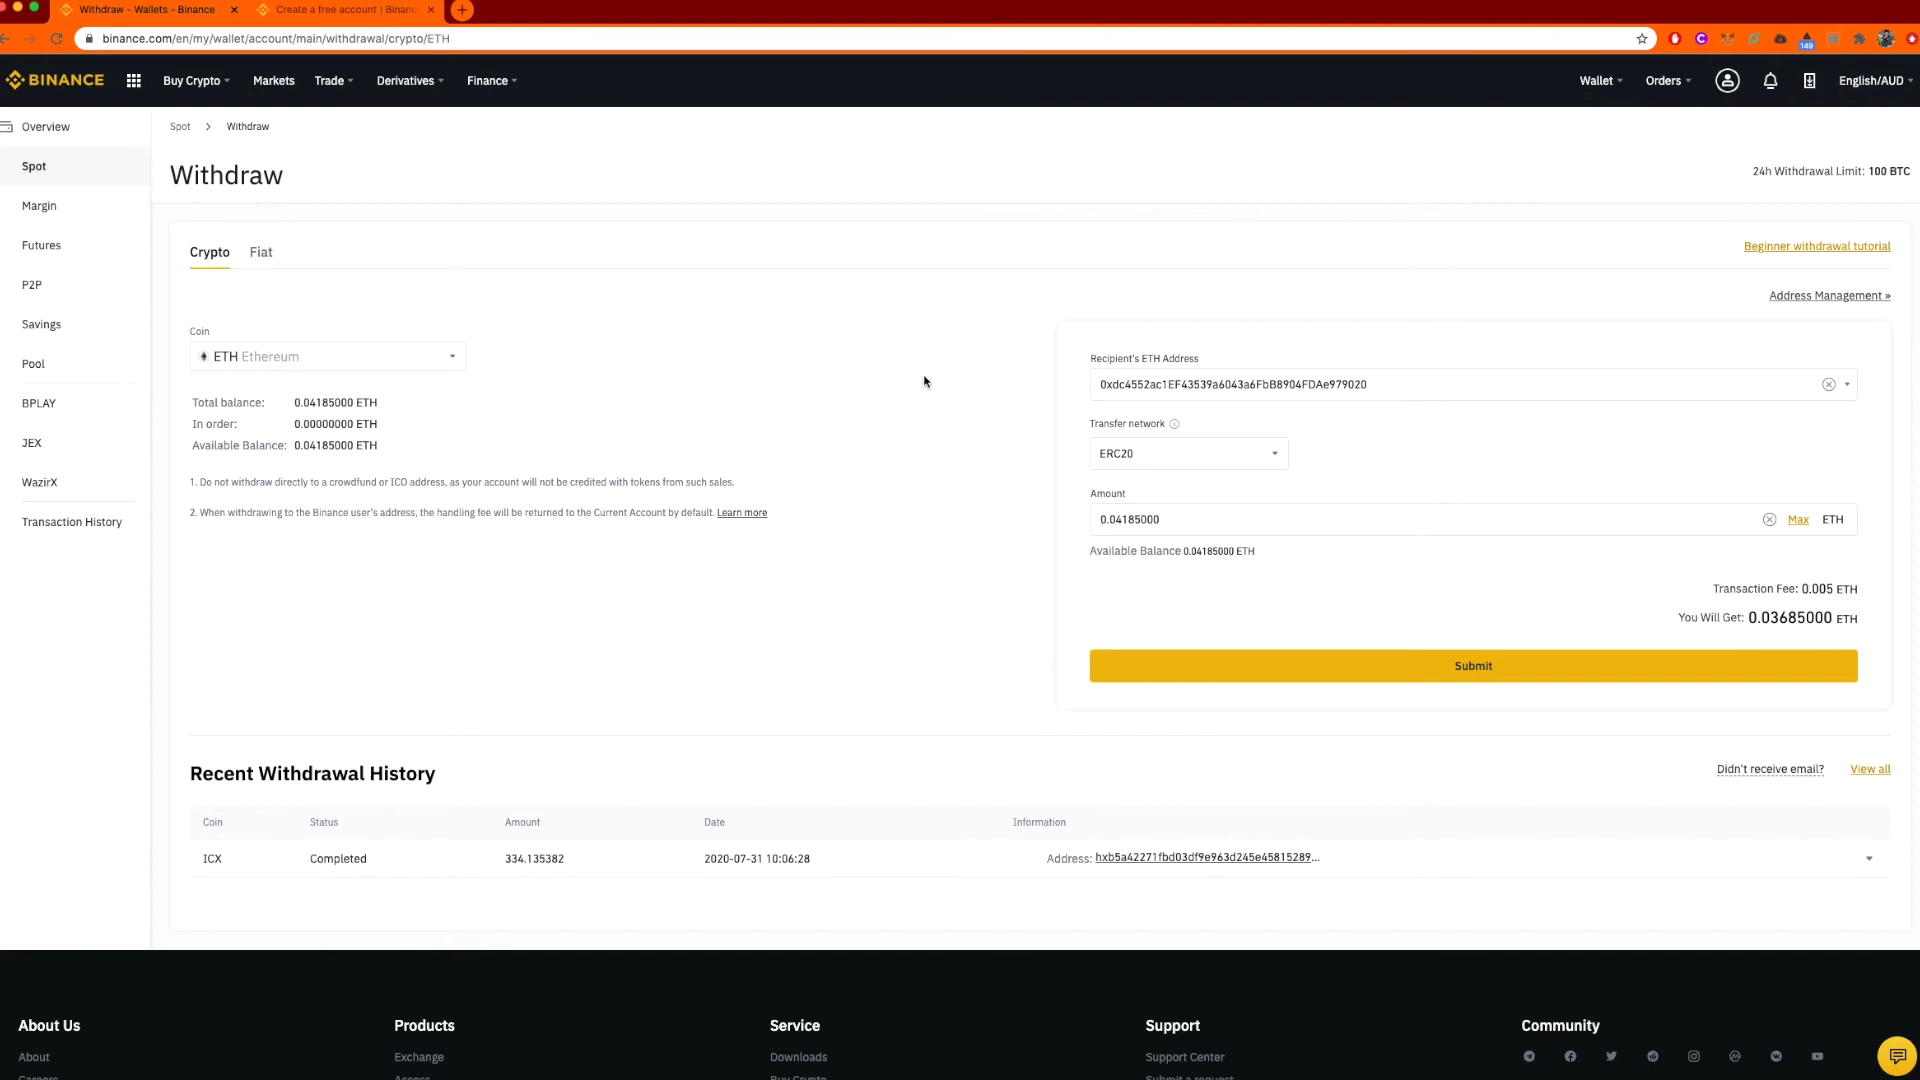 Withdraw - Wallets - Binance
Create a free account | Binanc
binance.com/en/my/wallet/account/main/withdrawal/crypto/ETH
149
BINANCE
Buy Crypto
Markets
Trade
Derivatives
Finance
Wallet
Orders
English/AUD
Overview
Spot
Margin
Futures
P2P
Savings
Pool
BPLAY
JEX
WazirX
Transaction History
Spot > Withdraw
Withdraw
24h Withdrawal Limit: 100 BTC
Crypto
Fiat
Beginner withdrawal tutorial
Address Management »
Coin
ETH Ethereum
Total balance: 0.04185000 ETH
In order: 0.00000000 ETH
Available Balance: 0.04185000 ETH
1. Do not withdraw directly to a crowdfund or ICO address, as your account will not be credited with tokens from such sales.
2. When withdrawing to the Binance user's address, the handling fee will be returned to the Current Account by default. Learn more
Recipient's ETH Address
0xdc4552ac1EF43539a6043a6FbB8904FDAe979020
Transfer network
ERC20
Amount
0.04185000
Max
ETH
Available Balance 0.04185000 ETH
Transaction Fee: 0.005 ETH
You Will Get: 0.03685000 ETH
Submit
Recent Withdrawal History
Didn't receive email?
View all
Coin Status Amount Date Information
ICX Completed 334.135382 2020-07-31 10:06:28 Address: hxb5a42271fbd03df9e963d245e45815289...
About Us
Products
Service
Support
Community
About
Exchange
Downloads
Support Center
Careers
Buy Crypto
Submit a request